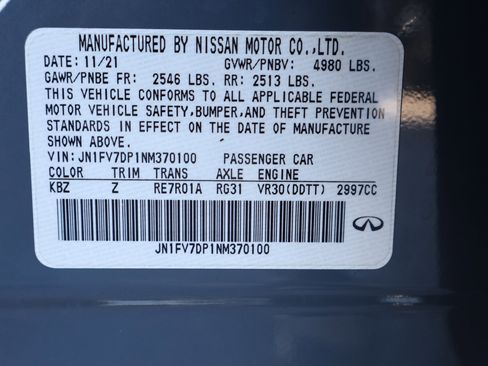 MANUFACTURED BY NISSAN MOTOR CO.,LTD.
DATE: 11/21 GVWR/PNBV: 4980 LBS.
GAWR/PNBE FR: 2546 LBS. RR: 2513 LBS.
THIS VEHICLE CONFORMS TO ALL APPLICABLE FEDERAL
MOTOR VEHICLE SAFETY,BUMPER,AND THEFT PREVENTION
STANDARDS IN EFFECT ON THE DATE OF MANUFACTURE
SHOWN ABOVE.
VIN:JN1FV7DP1NM370100 PASSENGER CAR
COLOR TRIM TRANS AXLE ENGINE
KBZ Z RE7R01A RG31 VR30(DDTT) 2997CC
JN1FV7DP1NM370100